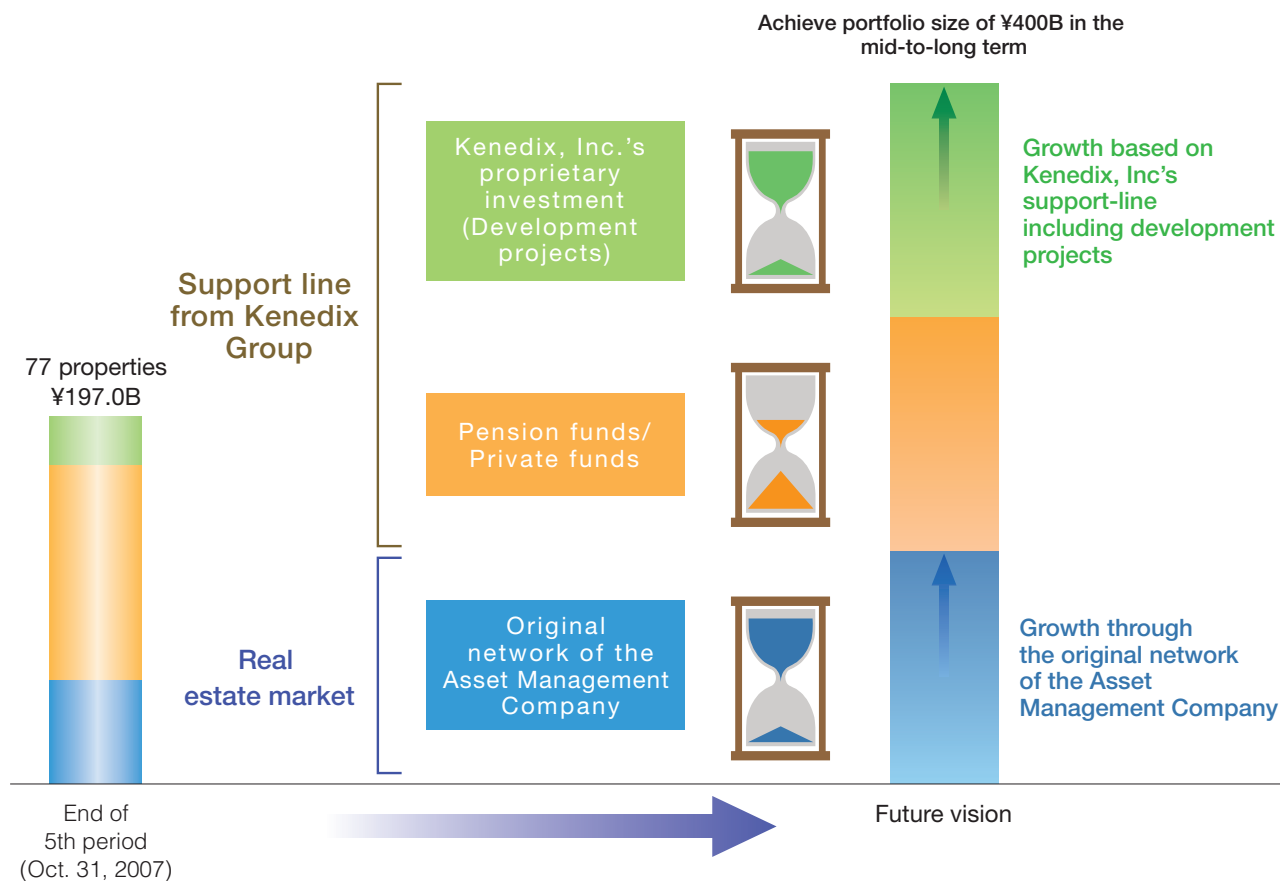 Achieve portfolio size of ¥400B in the
mid-to-long term
Kenedix, Inc.'s
proprietary
investment
(Development
projects)
Growth based on
Kenedix, Inc's
support-line
including development
projects
Support line
from Kenedix
Group
77 properties
¥197.0B
Pension funds/
Private funds
Original
network of the
Asset Management
Company
Real
estate market
Growth through
the original network
of the Asset
Management Company
End of
5th period
(Oct. 31, 2007)
Future vision